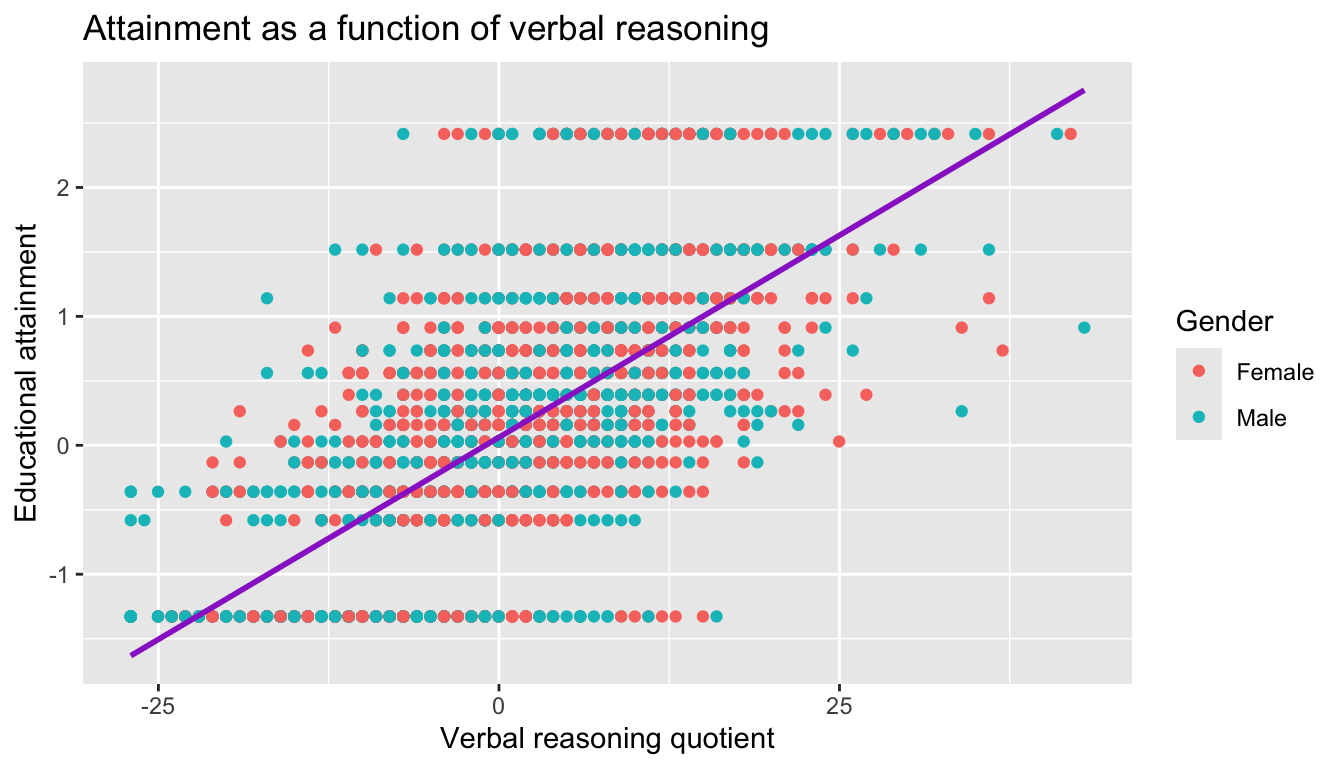 Attainment as a function of verbal reasoning
Educational attainment
2
1
0
-1
-25
0
25
Verbal reasoning quotient
Gender
Female
Male